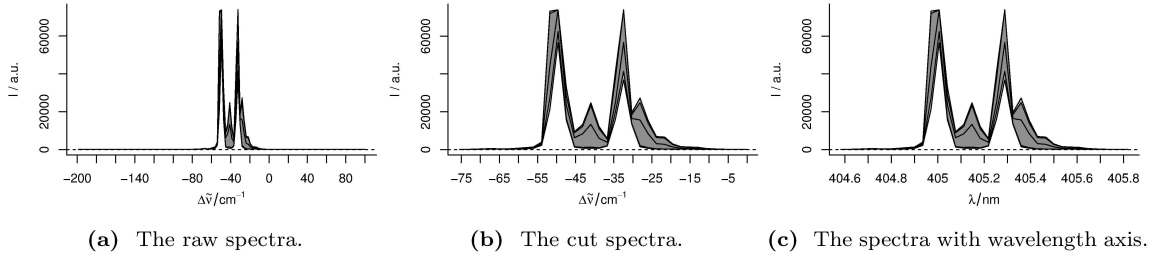 I / a.u.
0 20000 60000
−200 −140 −80 −40 0 40 80
Δν̃/cm⁻¹
(a) The raw spectra.
I / a.u.
0 20000 60000
−75 −65 −55 −45 −35 −25 −15 −5
Δν̃/cm⁻¹
(b) The cut spectra.
I / a.u.
0 20000 60000
404.6 404.8 405 405.2 405.4 405.6 405.8
λ/nm
(c) The spectra with wavelength axis.